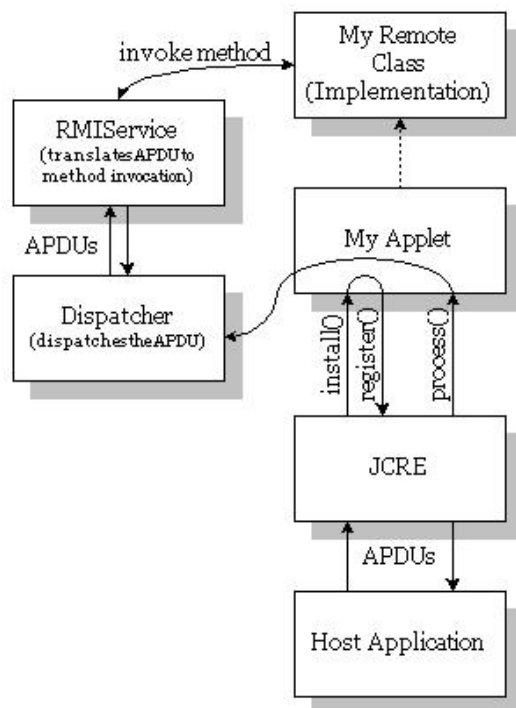 invoke method
My Remote
Class
(Implementation)
RMIService
(translatesAPDUto
method invocation)
APDUs
My Applet
Dispatcher
(dispatchestheAPDU)
install()
register()
process()
JCRE
APDUs
Host Application